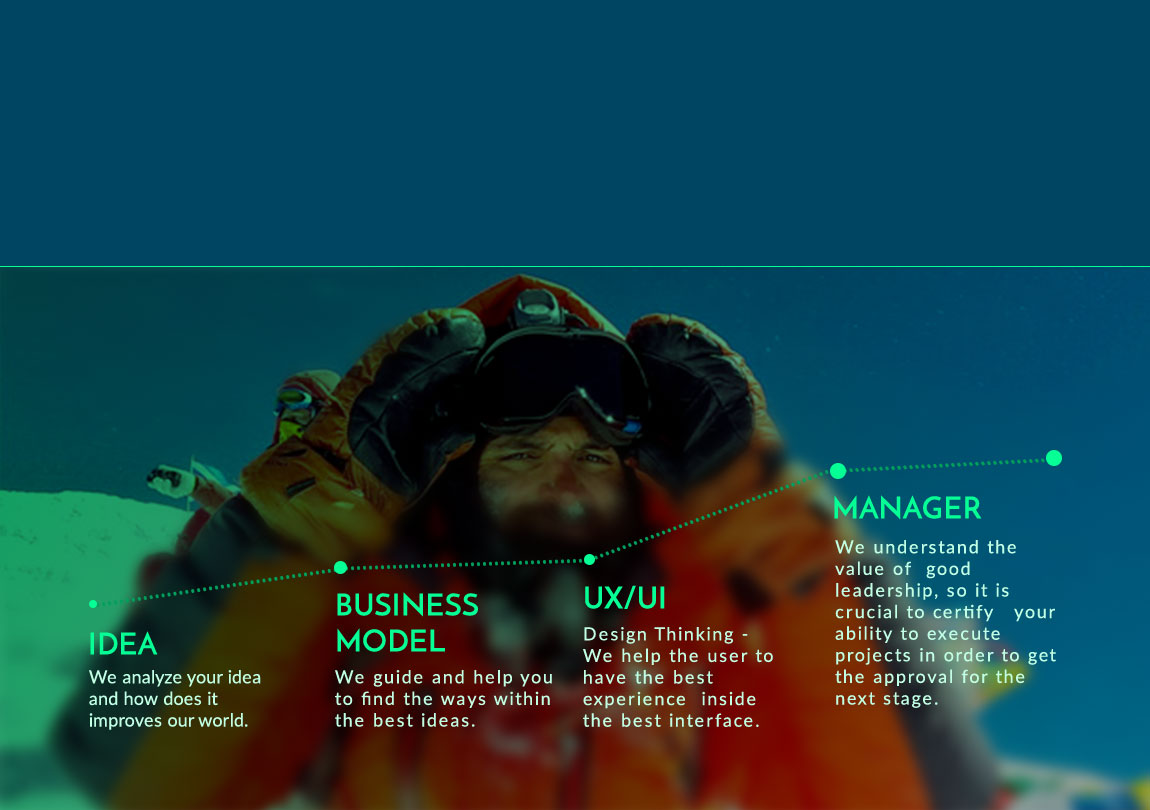 IDEA
We analyze your idea
and how does it
improves our world.
BUSINESS
MODEL
We guide and help you
to find the ways within
the best ideas.
UX/UI
Design Thinking -
We help the user to
have the best
experience inside
the best interface.
MANAGER
We understand the
value of good
leadership, so it is
crucial to certify your
ability to execute
projects in order to get
the approval for the
next stage.